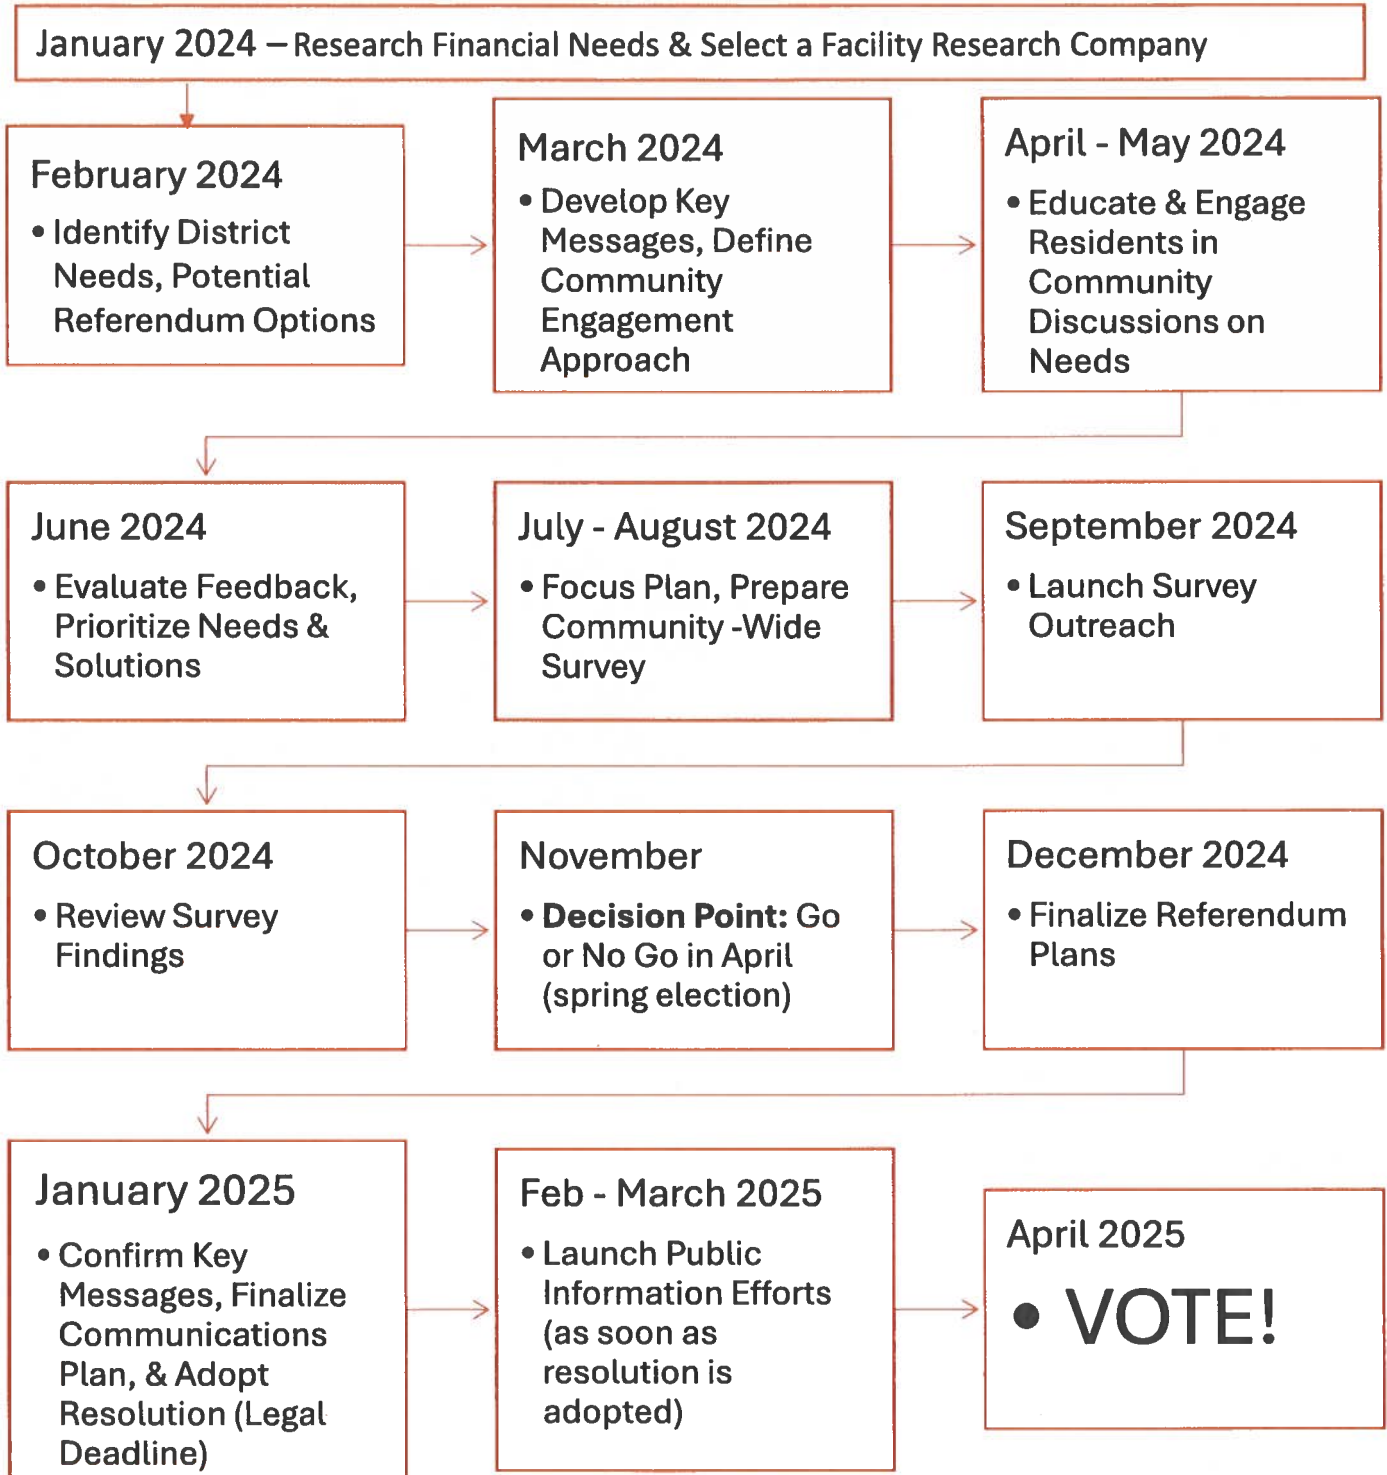 January 2024 – Research Financial Needs & Select a Facility Research Company
February 2024
• Identify District
Needs, Potential
Referendum Options
March 2024
• Develop Key
Messages, Define
Community
Engagement
Approach
April - May 2024
• Educate & Engage
Residents in
Community
Discussions on
Needs
June 2024
• Evaluate Feedback,
Prioritize Needs &
Solutions
July - August 2024
• Focus Plan, Prepare
Community -Wide
Survey
September 2024
• Launch Survey
Outreach
October 2024
• Review Survey
Findings
November
• Decision Point: Go
or No Go in April
(spring election)
December 2024
• Finalize Referendum
Plans
January 2025
• Confirm Key
Messages, Finalize
Communications
Plan, & Adopt
Resolution (Legal
Deadline)
Feb - March 2025
• Launch Public
Information Efforts
(as soon as
resolution is
adopted)
April 2025
• VOTE!